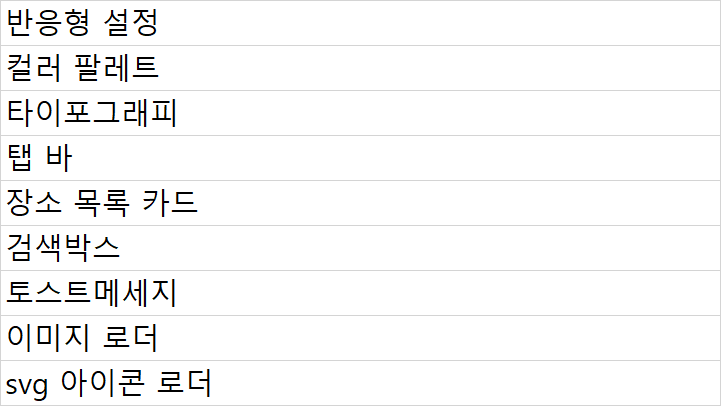 반응형 설정
컬러 팔레트
타이포그래피
탭 바
장소 목록 카드
검색박스
토스트메세지
이미지 로더
svg 아이콘 로더